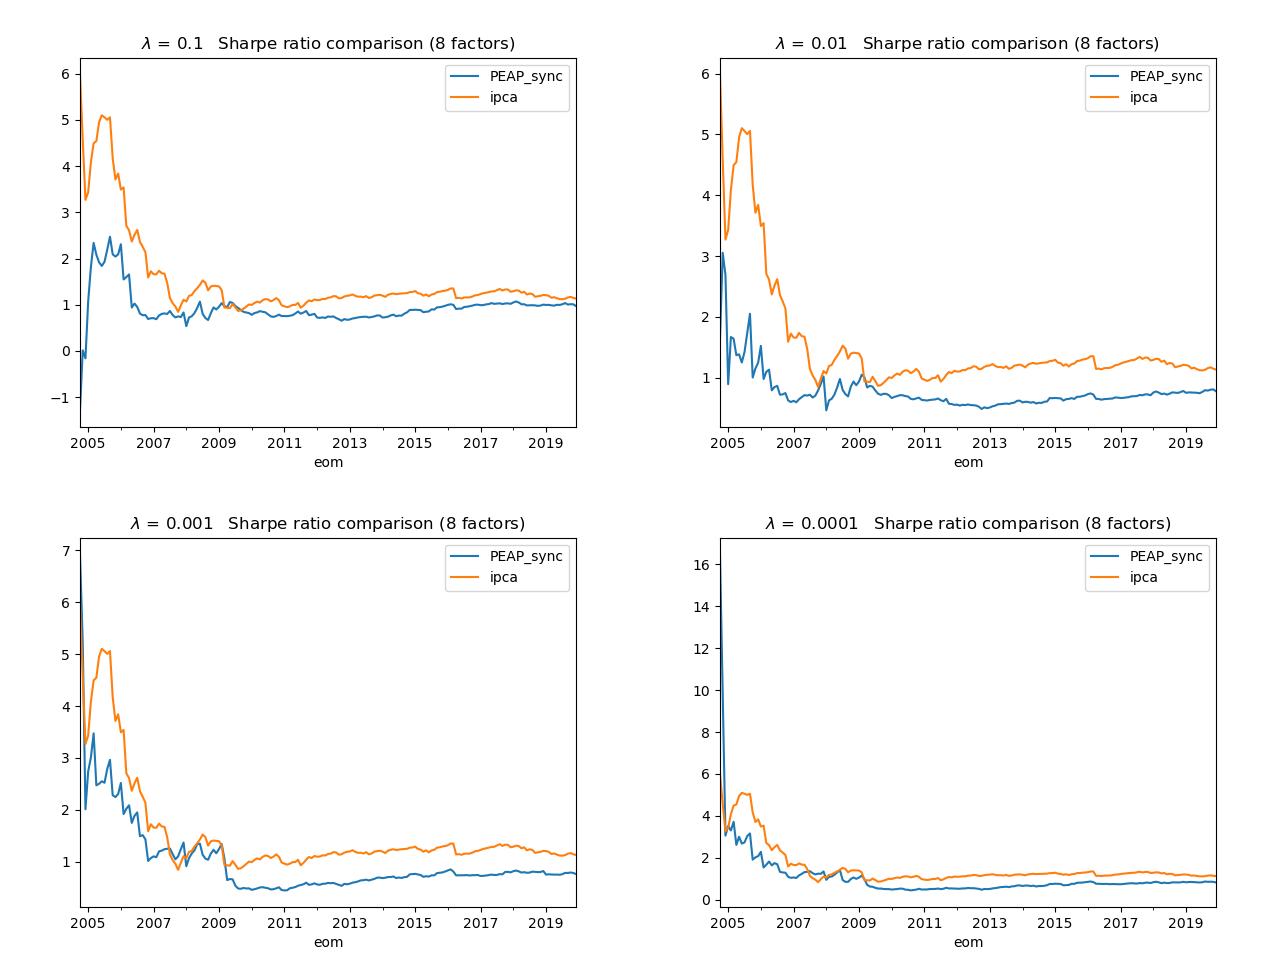 λ = 0.1 Sharpe ratio comparison (8 factors)
6
5
4
3
2
1
0
−1
PEAP_sync
ipca
2005 2007 2009 2011 2013 2015 2017 2019
eom
λ = 0.01 Sharpe ratio comparison (8 factors)
6
5
4
3
2
1
PEAP_sync
ipca
2005 2007 2009 2011 2013 2015 2017 2019
eom
λ = 0.001 Sharpe ratio comparison (8 factors)
7
6
5
4
3
2
1
PEAP_sync
ipca
2005 2007 2009 2011 2013 2015 2017 2019
eom
λ = 0.0001 Sharpe ratio comparison (8 factors)
16
14
12
10
8
6
4
2
0
PEAP_sync
ipca
2005 2007 2009 2011 2013 2015 2017 2019
eom